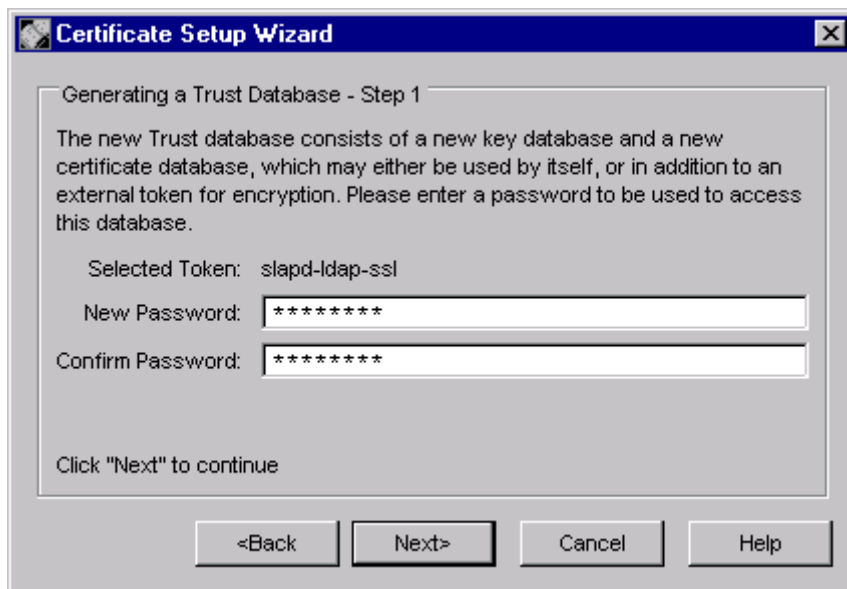 Certificate Setup Wizard
Generating a Trust Database - Step 1
The new Trust database consists of a new key database and a new
certificate database, which may either be used by itself, or in addition to an
external token for encryption. Please enter a password to be used to access
this database.
Selected Token: slapd-ldap-ssl
New Password: ********
Confirm Password: ********
Click "Next" to continue
<Back Next> Cancel Help